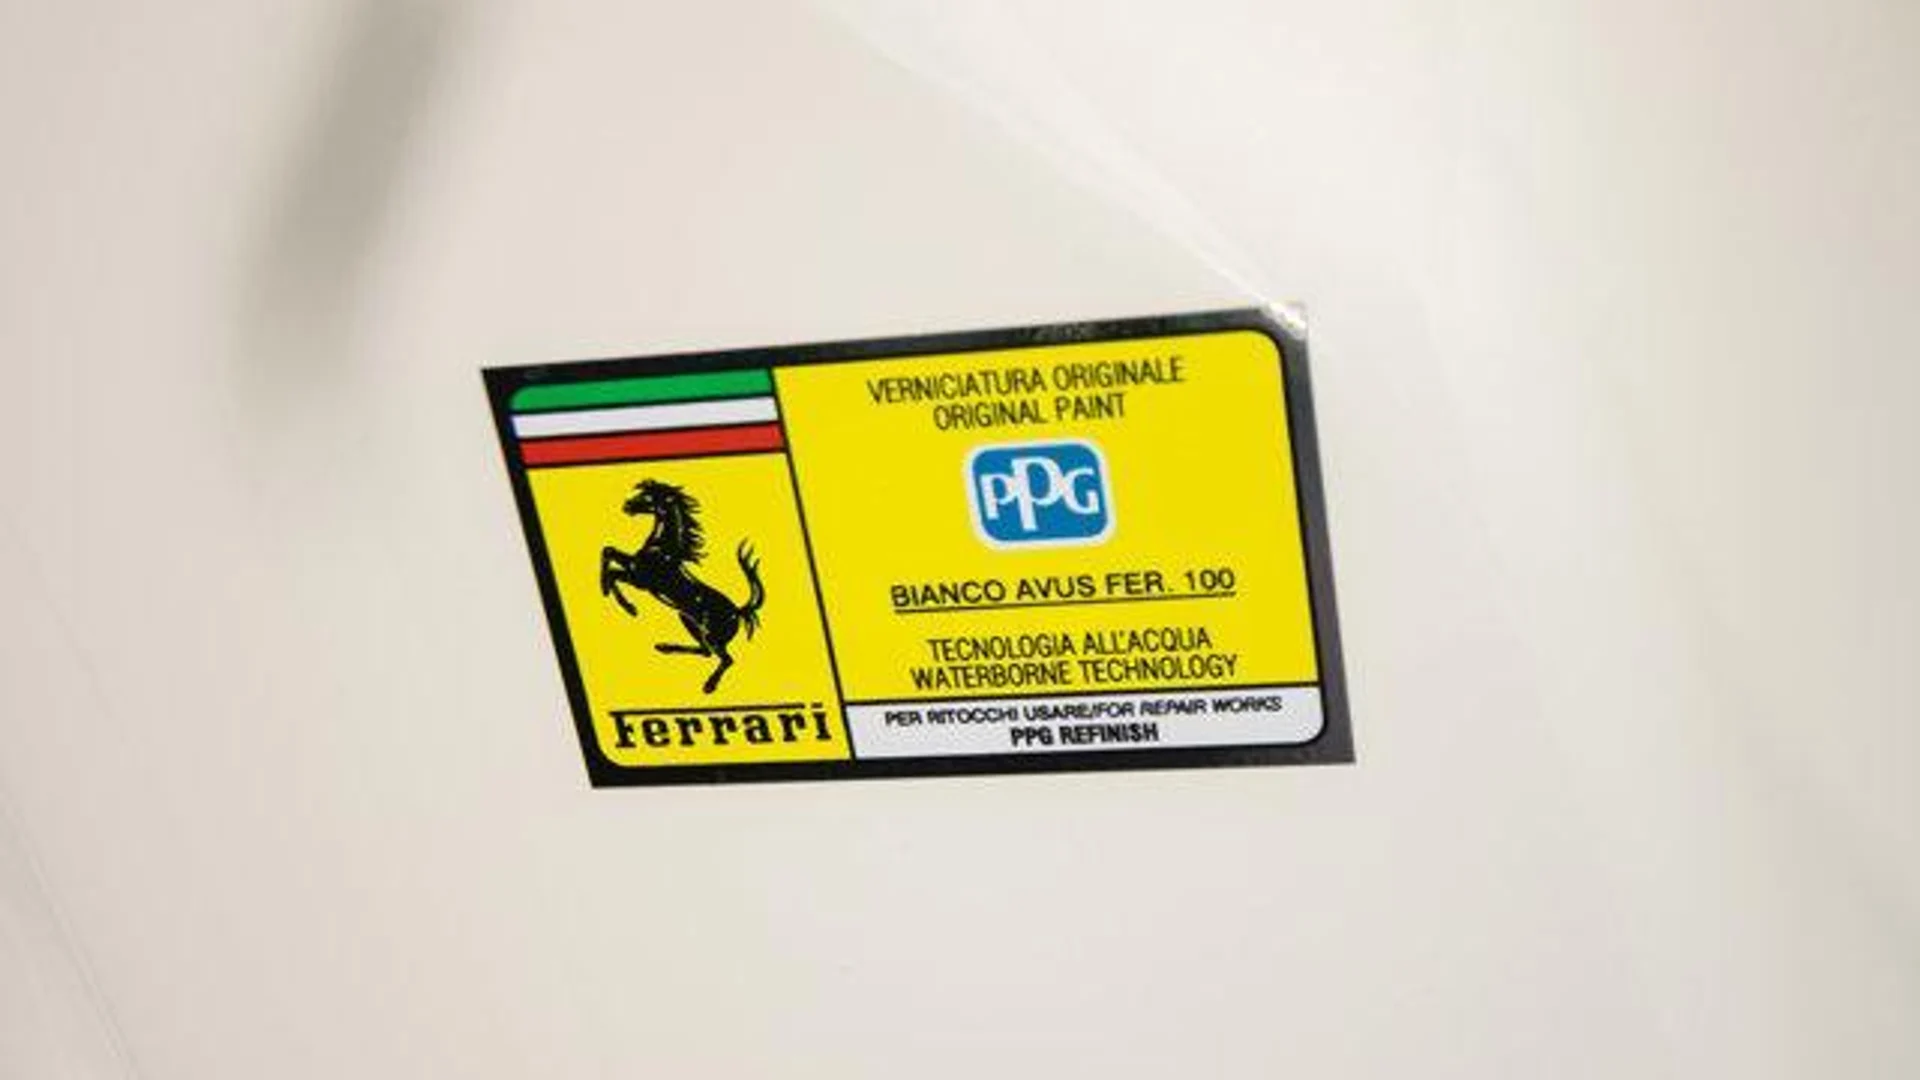 VERNICIATURA ORIGINALE
ORIGINAL PAINT
PPG
BIANCO AVUS FER. 100
TECNOLOGIA ALL'ACQUA
WATERBORNE TECHNOLOGY
PER RITOCCHI USARE/FOR REPAIR WORKS
PPG REFINISH
Ferrari